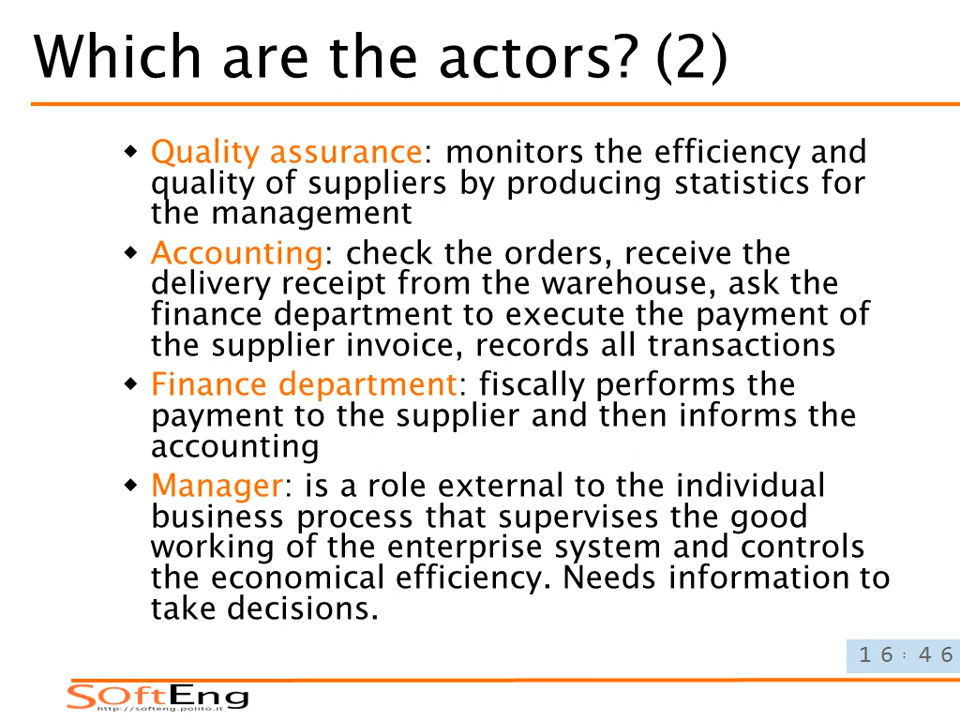 Which are the actors? (2)
Quality assurance: monitors the efficiency and
quality of suppliers by producing statistics for
the management
Accounting: check the orders, receive the
delivery receipt from the warehouse, ask the
finance department to execute the payment of
the supplier invoice, records all transactions
Finance department: fiscally performs the
payment to the supplier and then informs the
accounting
Manager: is a role external to the individual
business process that supervises the good
working of the enterprise system and controls
the economical efficiency. Needs information to
take decisions.
16:46
SoftEng
http://softeng.polito.it